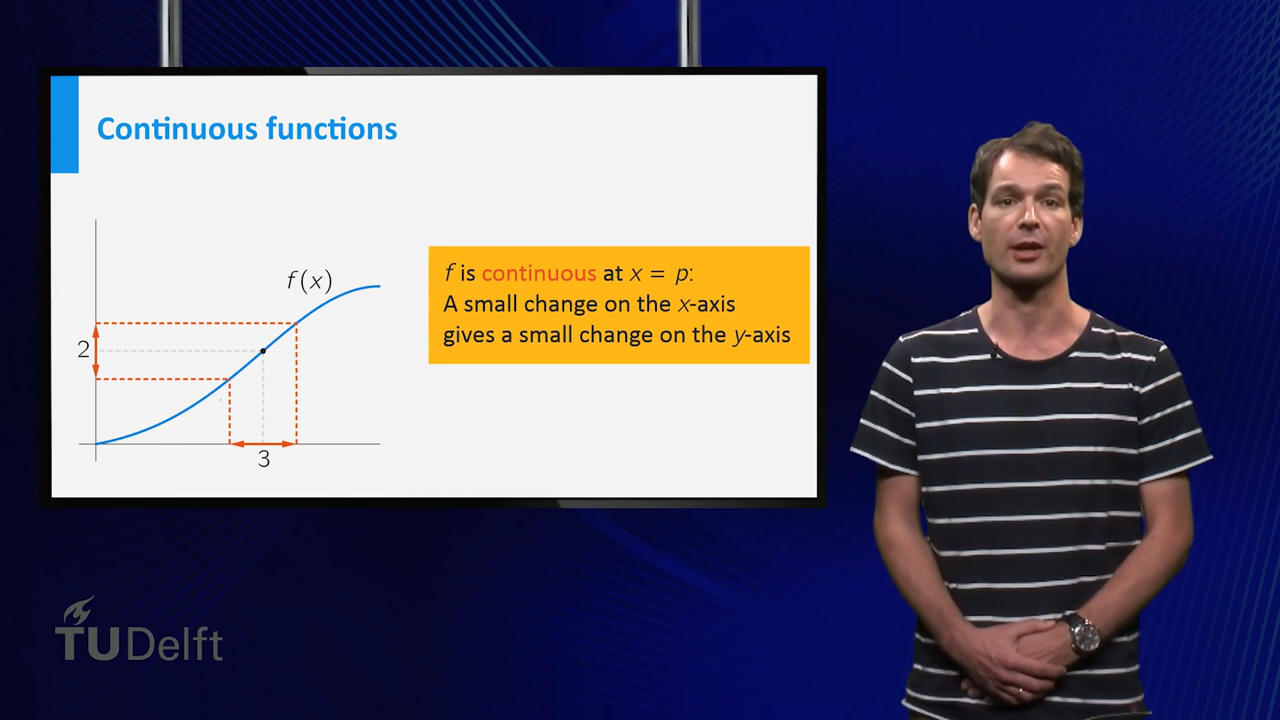 Continuous functions
f(x)
2
3
f is continuous at x = p:
A small change on the x-axis
gives a small change on the y-axis
TUDelft